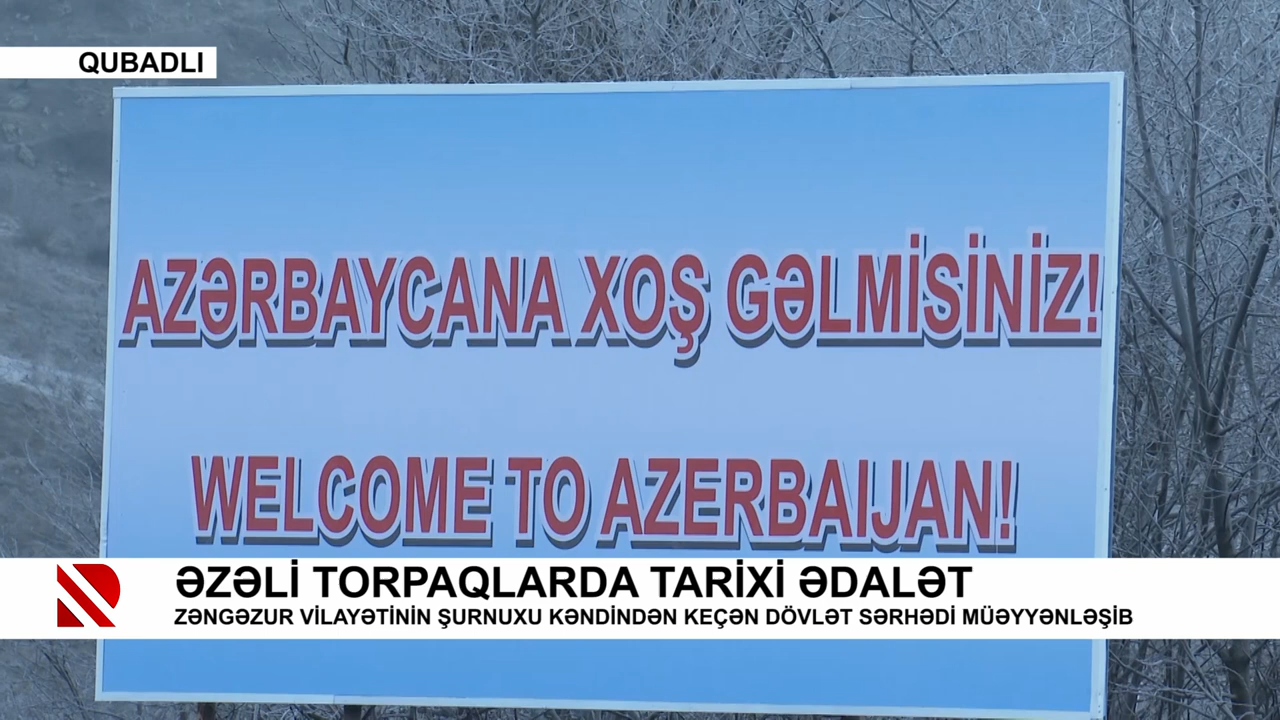 QUBADLI
AZƏRBAYCANA XOŞ GƏLMİSİNİZ!
WELCOME TO AZERBAIJAN!
ƏZƏLİ TORPAQLARDA TARİXİ ƏDALƏT
ZƏNGƏZUR VİLAYƏTİNİN ŞURNUXU KƏNDİNDƏN KEÇƏN DÖVLƏT SƏRHƏDİ MÜƏYYƏNLƏŞİB